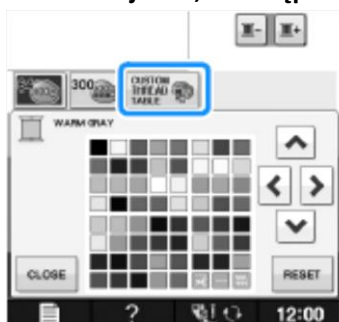 300
CUSTOM
THREAD
TABLE
WARM GRAY
CLOSE
RESET
?
12:00